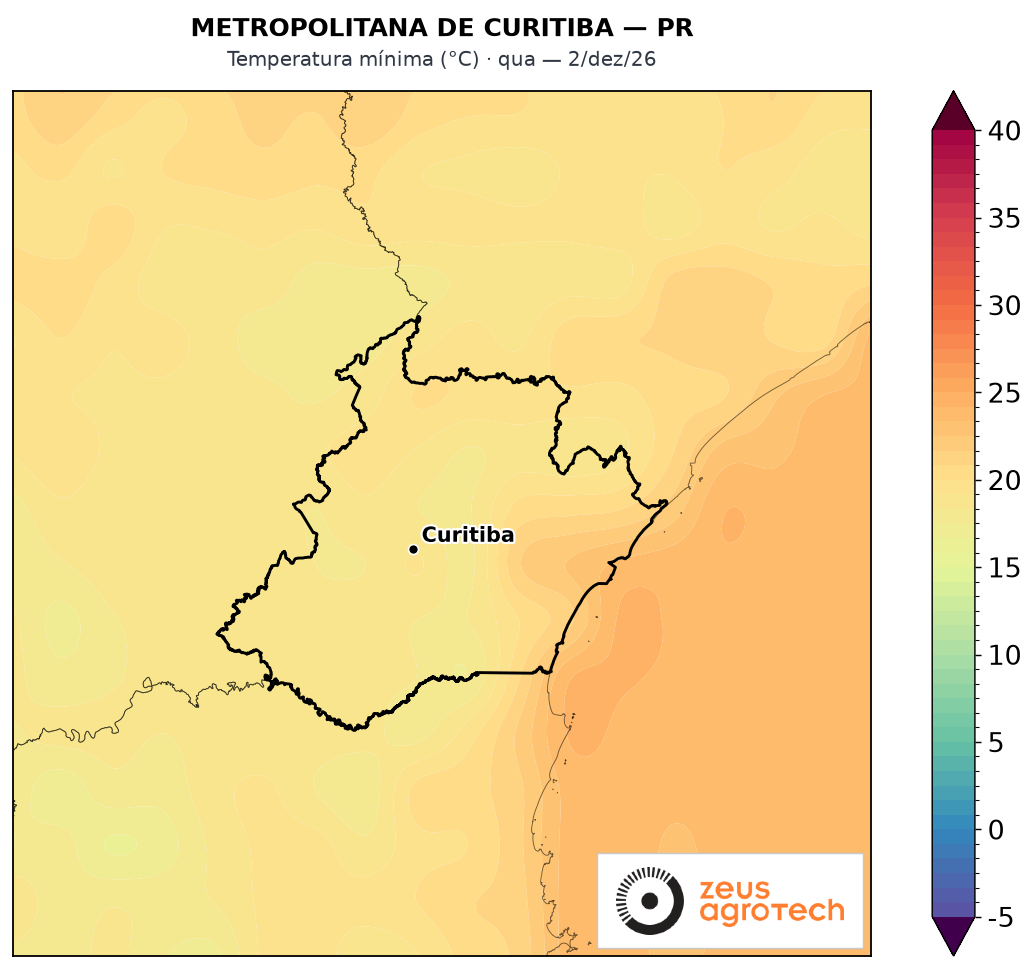 METROPOLITANA DE CURITIBA — PR
Temperatura mínima (°C) · qua — 2/dez/26
40
35
30
25
20
15
10
5
0
-5
Curitiba
zeus
agrotech